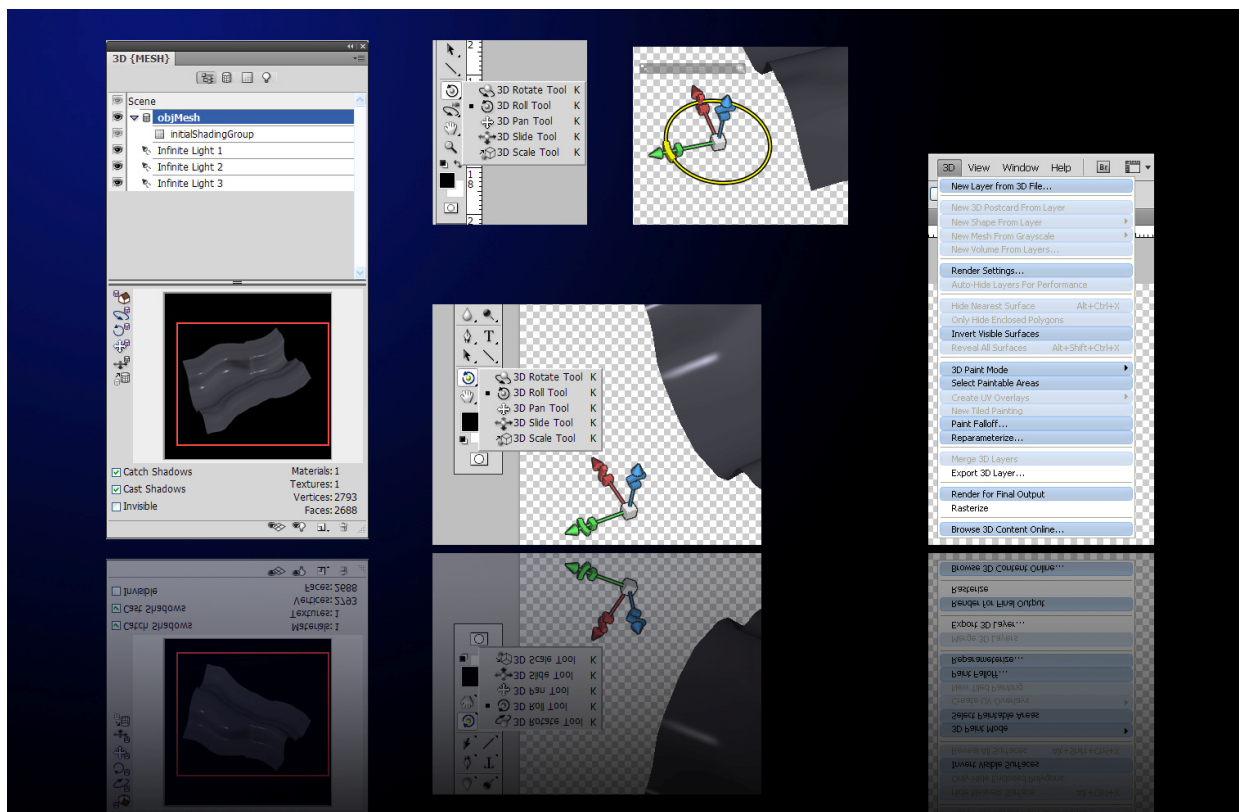 3D {MESH}
Scene
objMesh
initialShadingGroup
Infinite Light 1
Infinite Light 2
Infinite Light 3
Catch Shadows
Cast Shadows
Invisible
Materials: 1
Textures: 1
Vertices: 2793
Faces: 2688
2
3D Rotate Tool K
3D Roll Tool K
3D Pan Tool K
3D Slide Tool K
3D Scale Tool K
1
8
2
T
3D Rotate Tool K
3D Roll Tool K
3D Pan Tool K
3D Slide Tool K
3D Scale Tool K
3D View Window Help Br
New Layer from 3D File...
New 3D Postcard From Layer
New Shape From Layer
New Mesh From Grayscale
New Volume From Layers...
Render Settings...
Auto-Hide Layers For Performance
Hide Nearest Surface Alt+Ctrl+X
Only Hide Enclosed Polygons
Invert Visible Surfaces
Reveal All Surfaces Alt+Shift+Ctrl+X
3D Paint Mode
Select Paintable Areas
Create UV Overlays
New Tiled Painting
Paint Falloff...
Reparameterize...
Merge 3D Layers
Export 3D Layer...
Render for Final Output
Rasterize
Browse 3D Content Online...